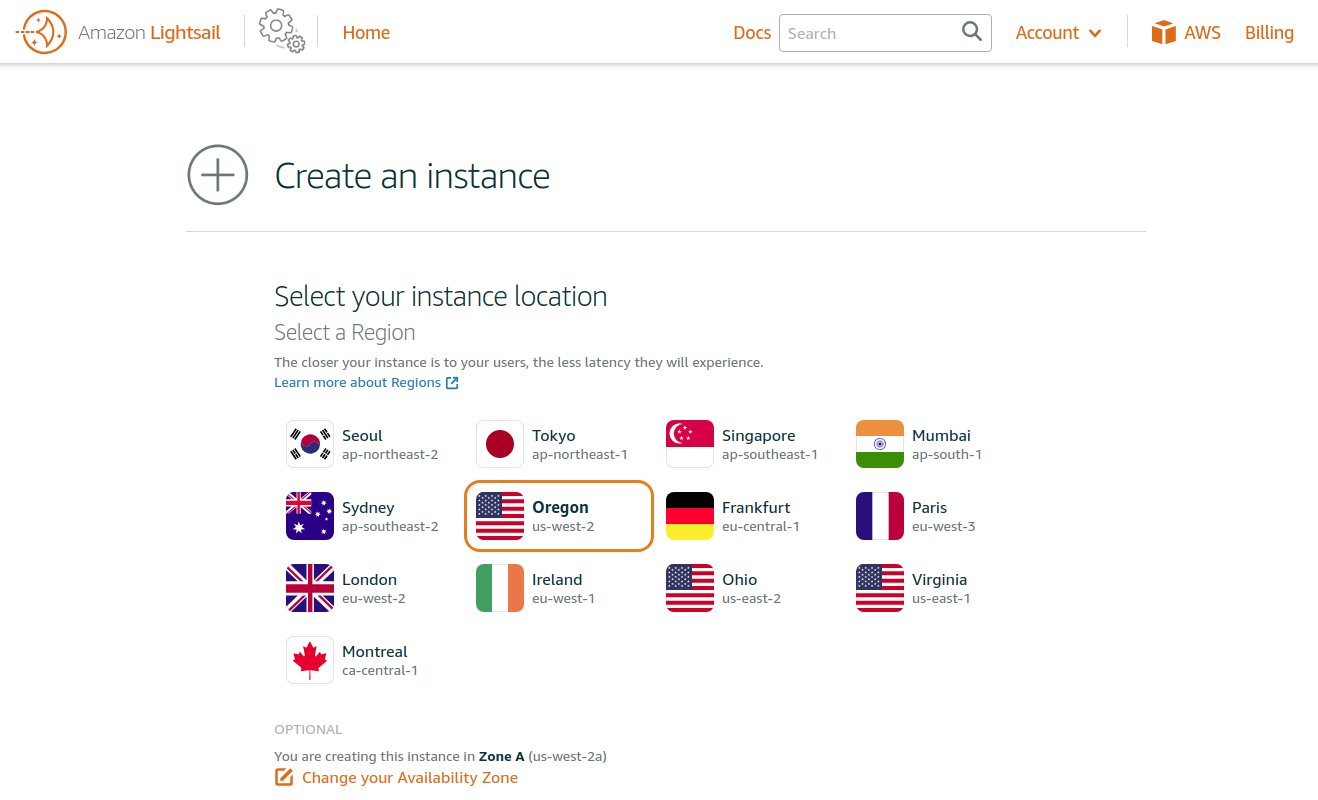 Amazon Lightsail Home Docs Search Account AWS Billing
Create an instance
Select your instance location
Select a Region
The closer your instance is to your users, the less latency they will experience.
Learn more about Regions
Seoul
ap-northeast-2
Tokyo
ap-northeast-1
Singapore
ap-southeast-1
Mumbai
ap-south-1
Sydney
ap-southeast-2
Oregon
us-west-2
Frankfurt
eu-central-1
Paris
eu-west-3
London
eu-west-2
Ireland
eu-west-1
Ohio
us-east-2
Virginia
us-east-1
Montreal
ca-central-1
OPTIONAL
You are creating this instance in Zone A (us-west-2a)
Change your Availability Zone